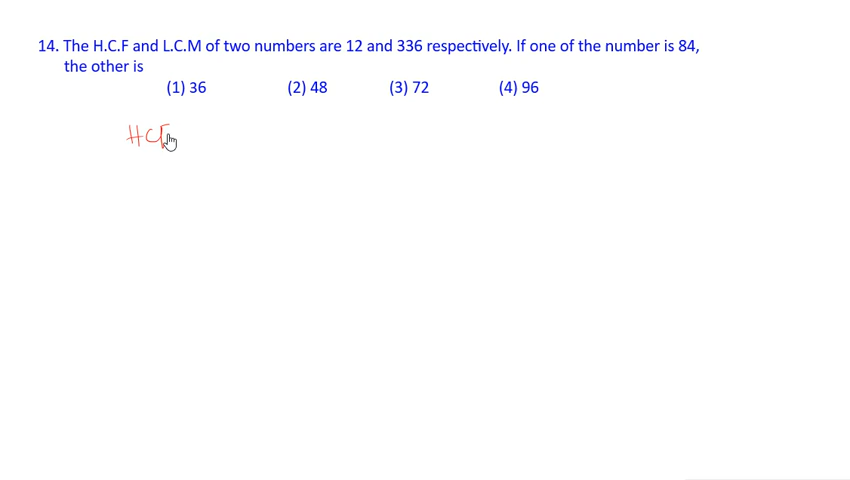 14. The H.C.F and L.C.M of two numbers are 12 and 336 respectively. If one of the number is 84,
the other is
(1) 36 (2) 48 (3) 72 (4) 96
HCF